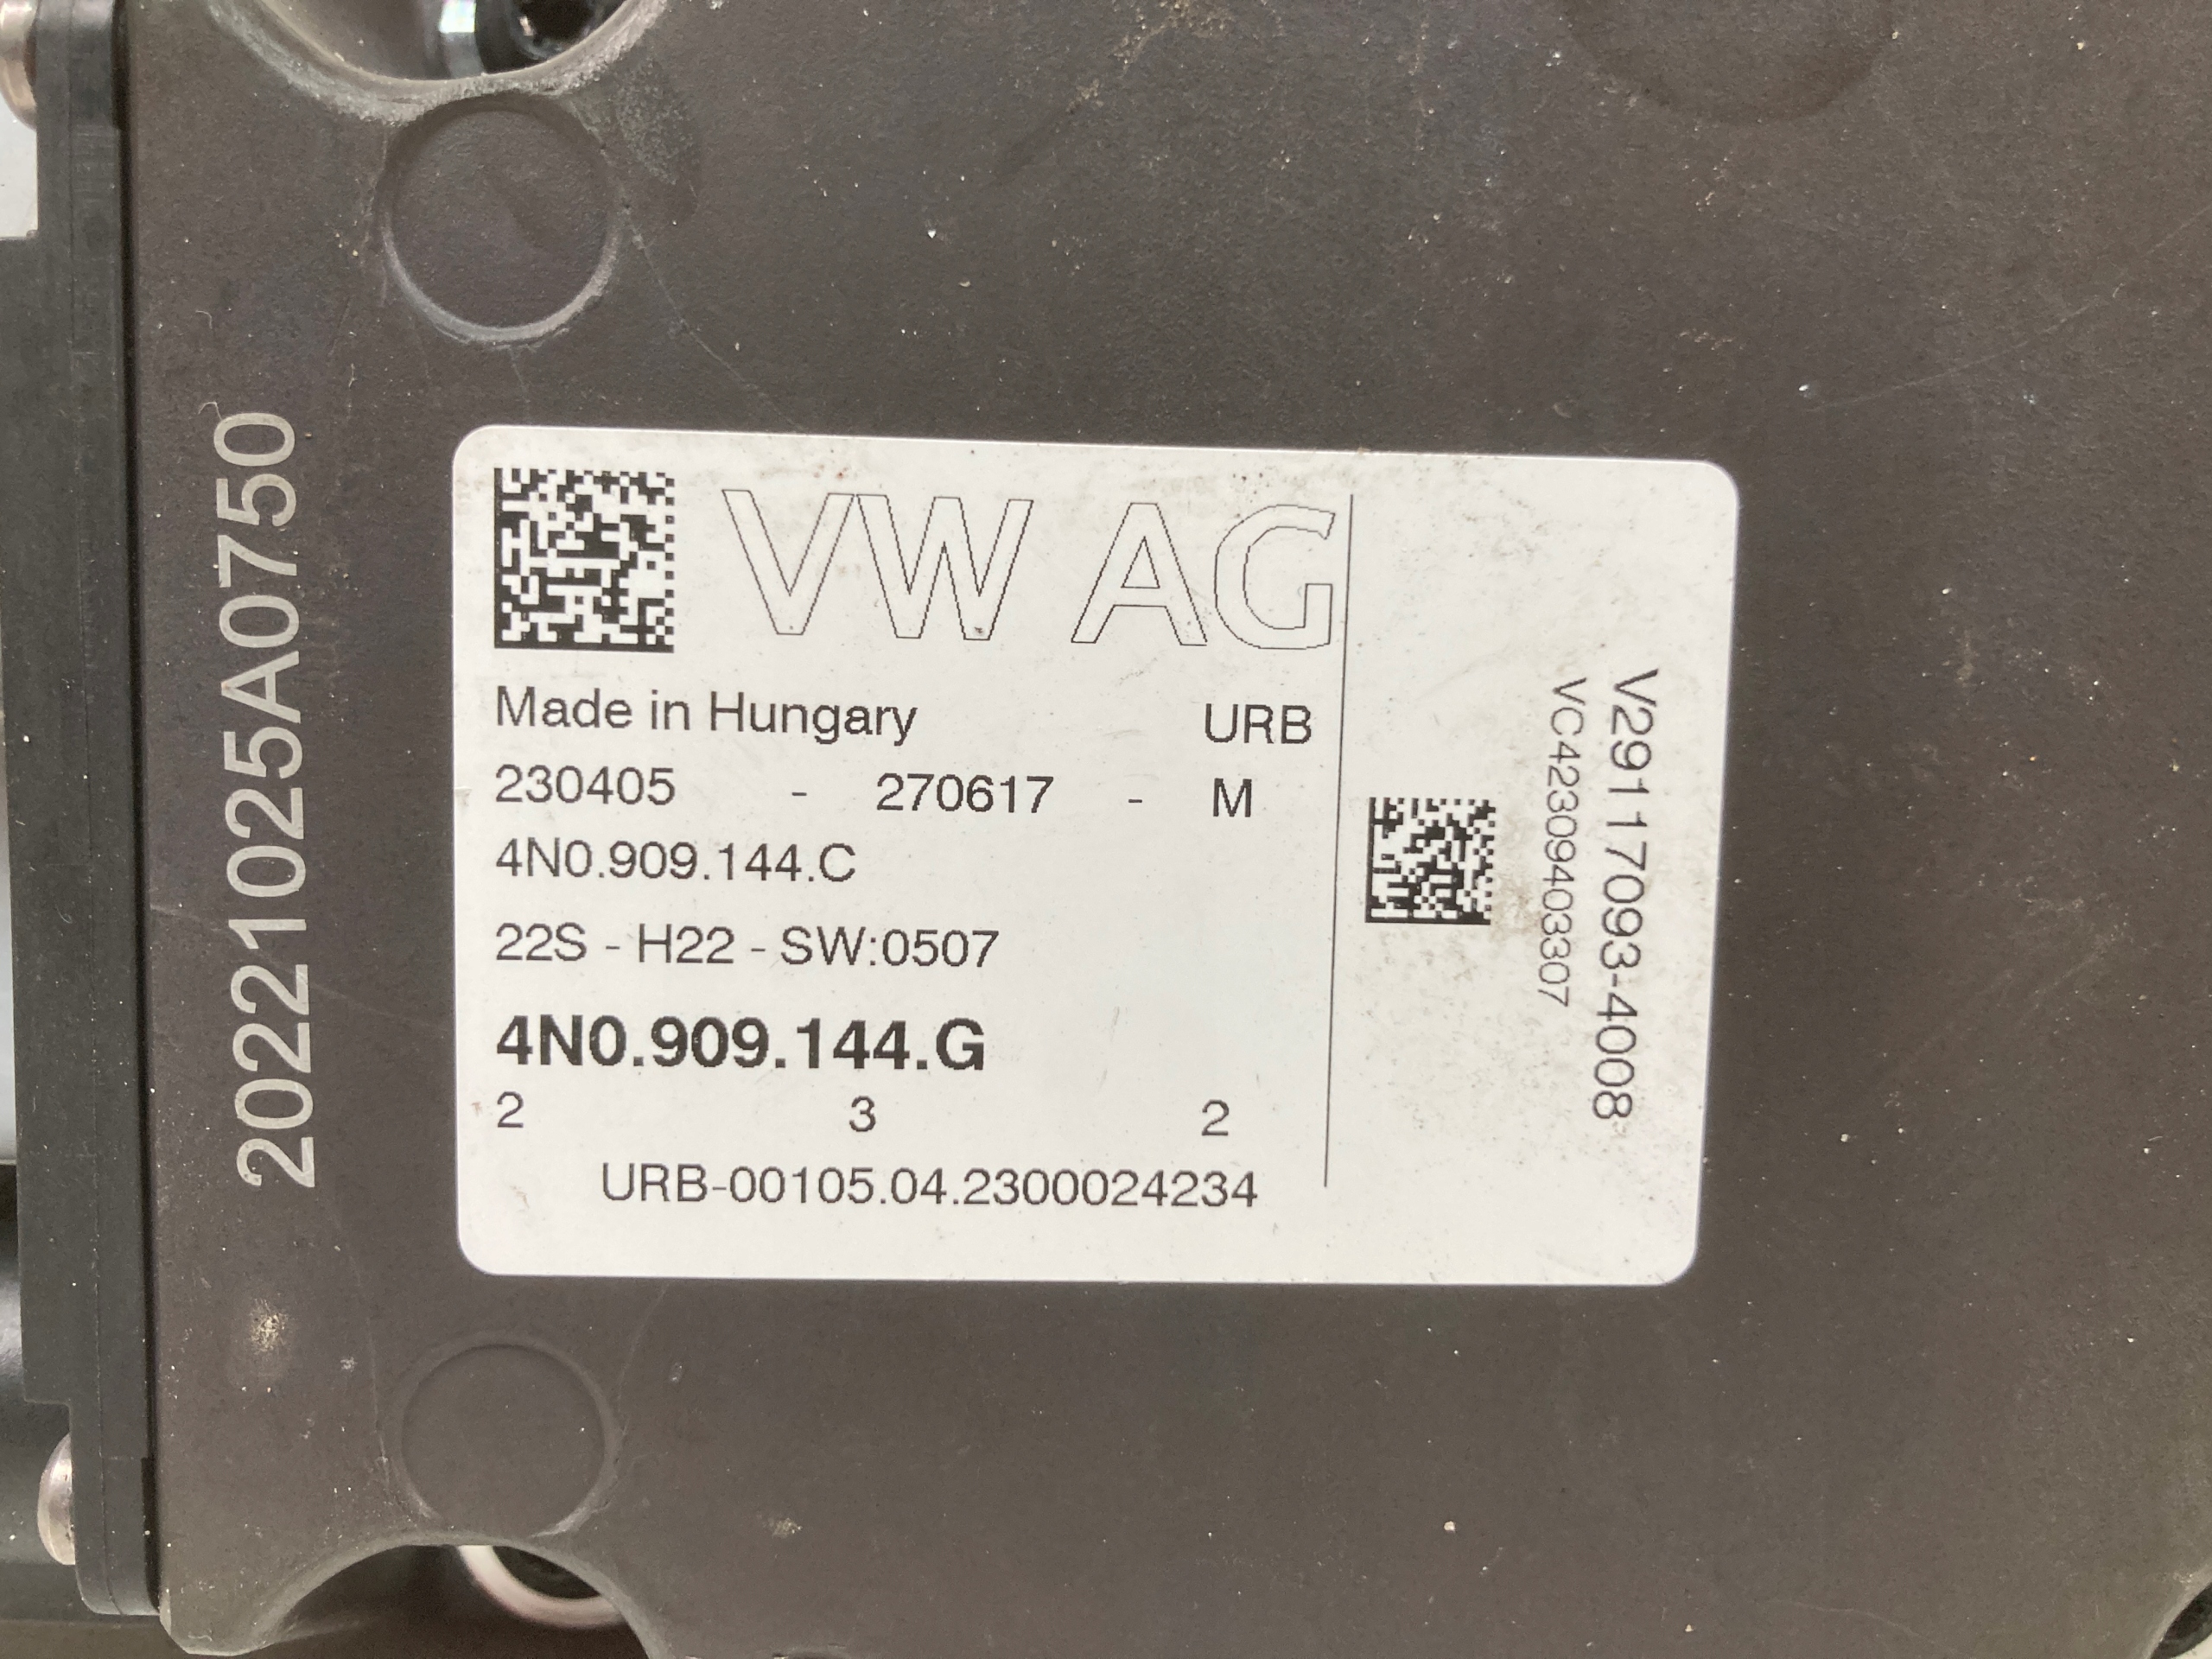 20221025A0750
VW AG
Made in Hungary URB
230405 - 270617 - M
4N0.909.144.C
22S - H22 - SW:0507
4N0.909.144.G
2 3 2
URB-00105.04.2300024234
V29117093-4008
VC42309403307